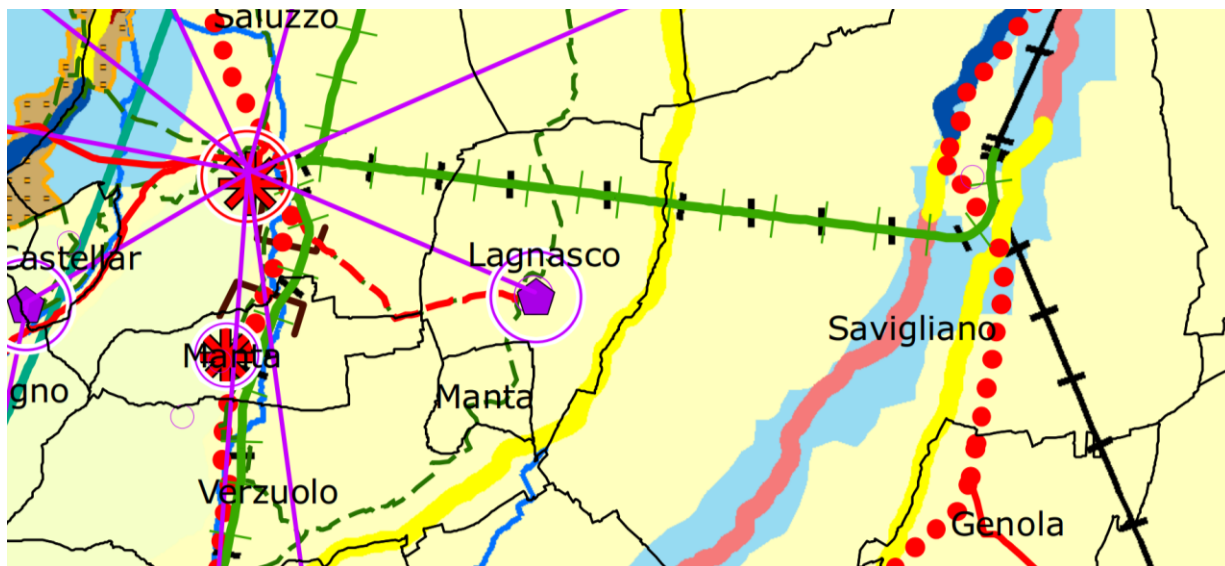 Saluzzo
Lagnasco
Castellar
Savigliano
Manta
gno
Manta
Verzuolo
Genola